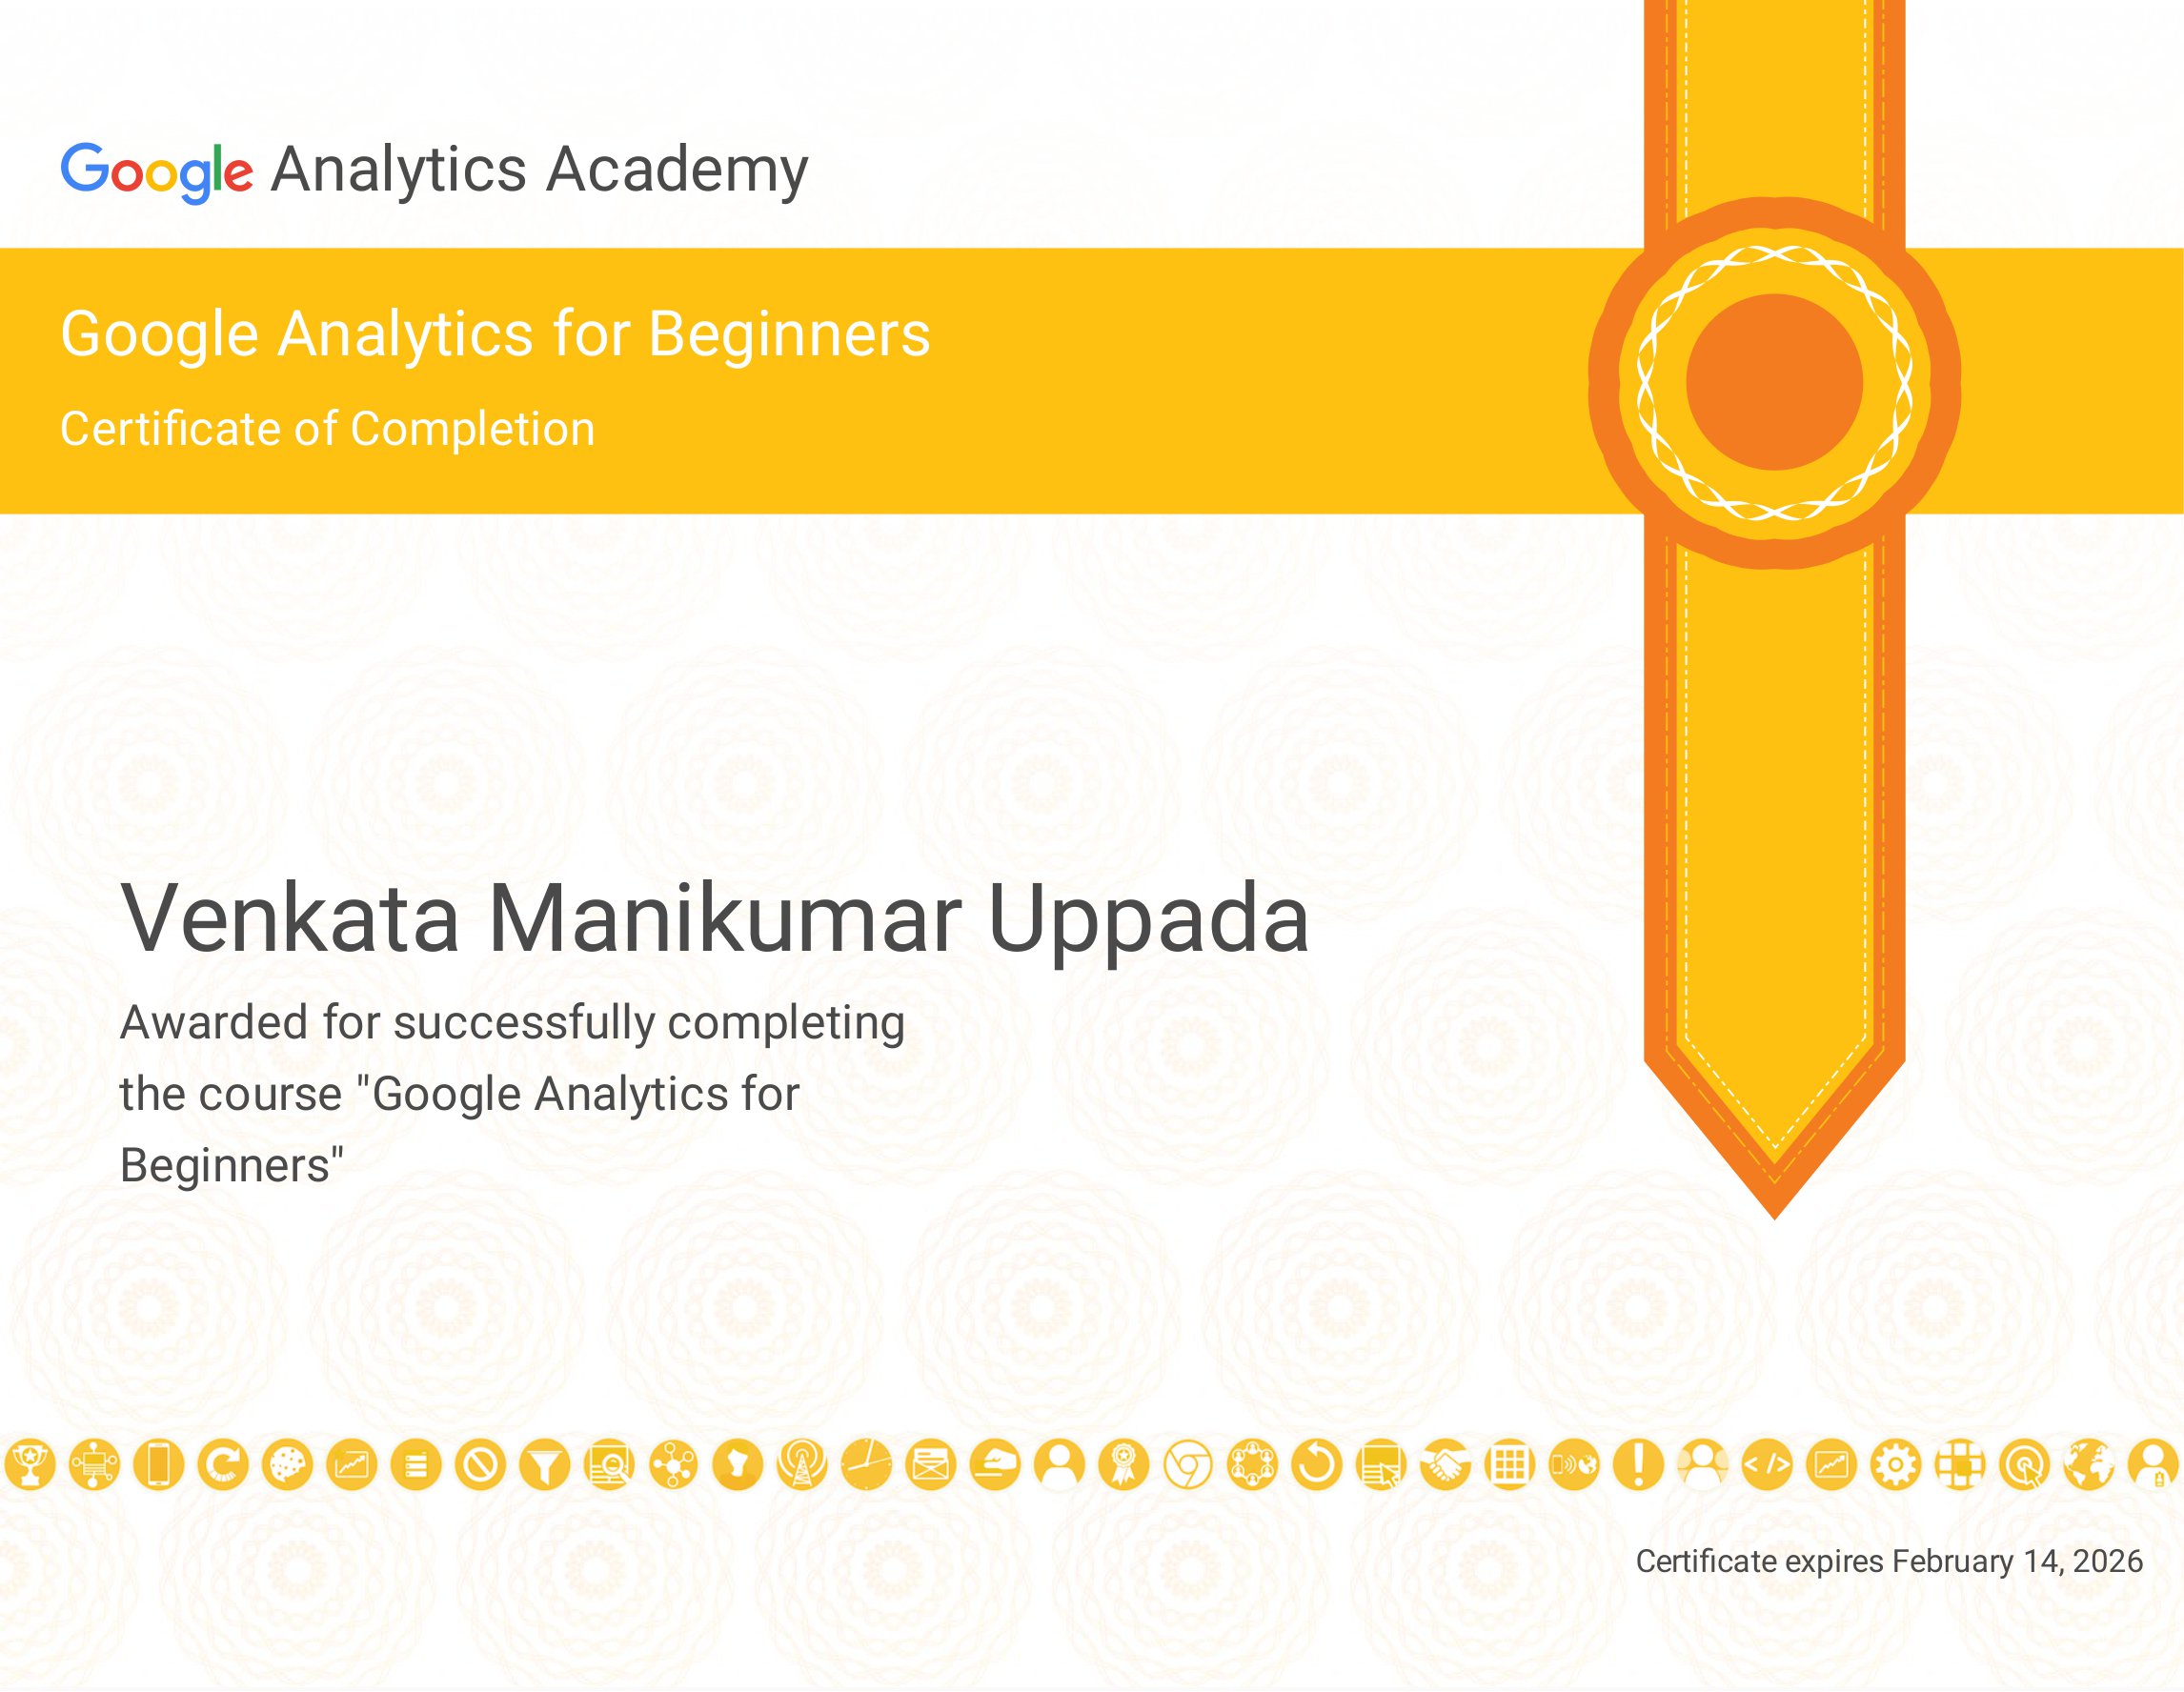 Google Analytics Academy
Google Analytics for Beginners
Certificate of Completion
Venkata Manikumar Uppada
Awarded for successfully completing
the course "Google Analytics for
Beginners"
Certificate expires February 14, 2026